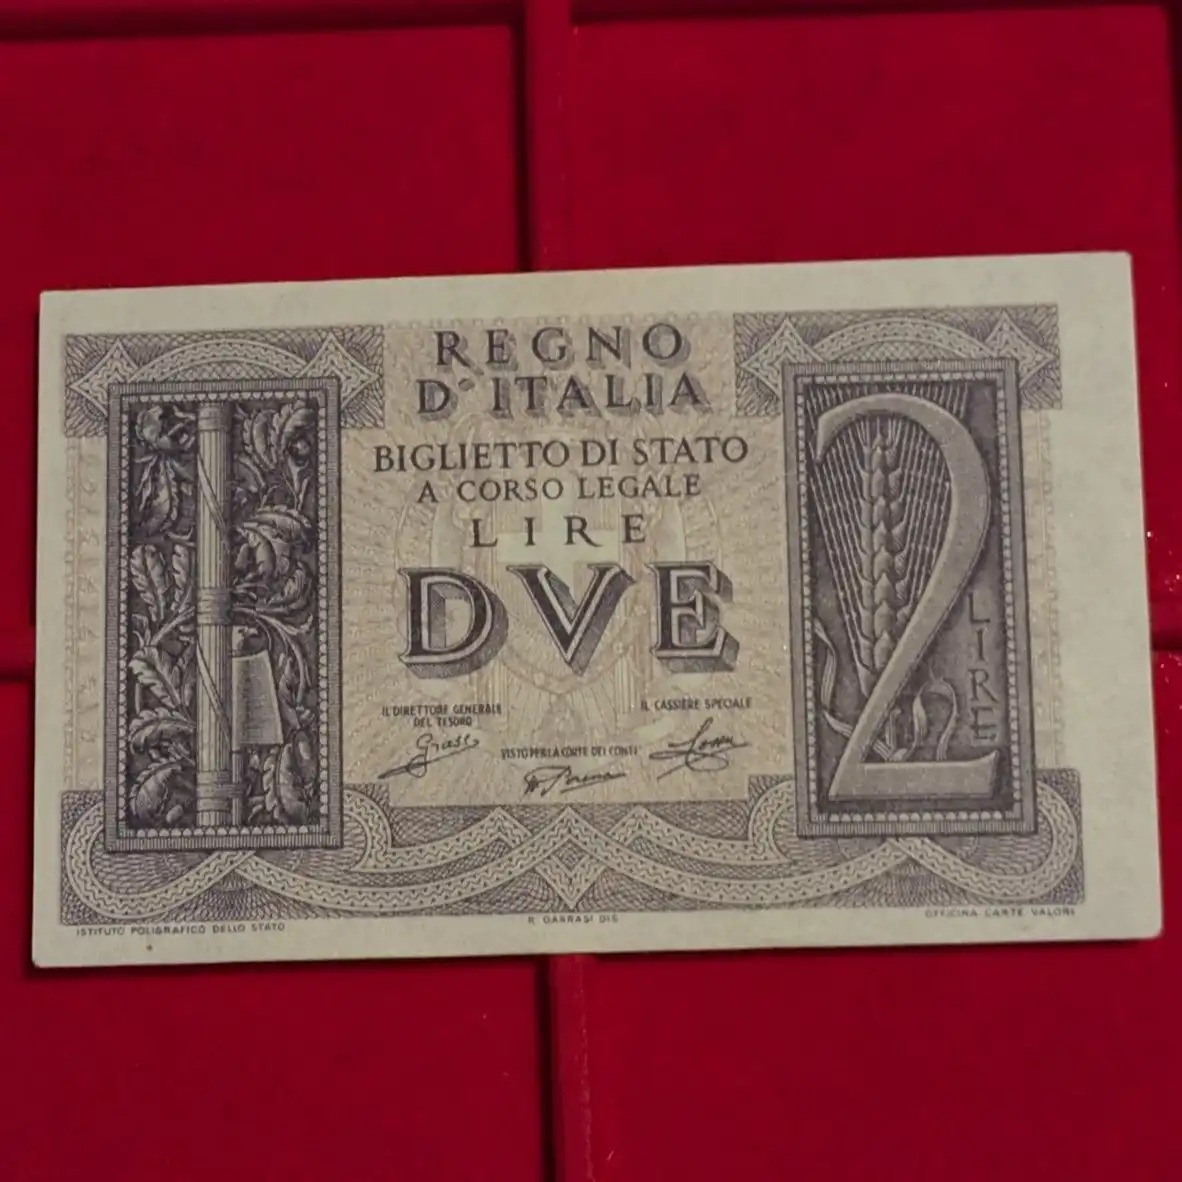 REGNO
D'ITALIA
BIGLIETTO DI STATO
A CORSO LEGALE
LIRE
DVE
2
LIRE
IL DIRETTORE GENERALE
DEL TESORO
IL CASSIERE SPECIALE
VISTO PER LA CORTE DEI CONTI
Grassi
ISTITUTO POLIGRAFICO DELLO STATO
R. GARRASI DIS
OFFICINA CARTE VALORI